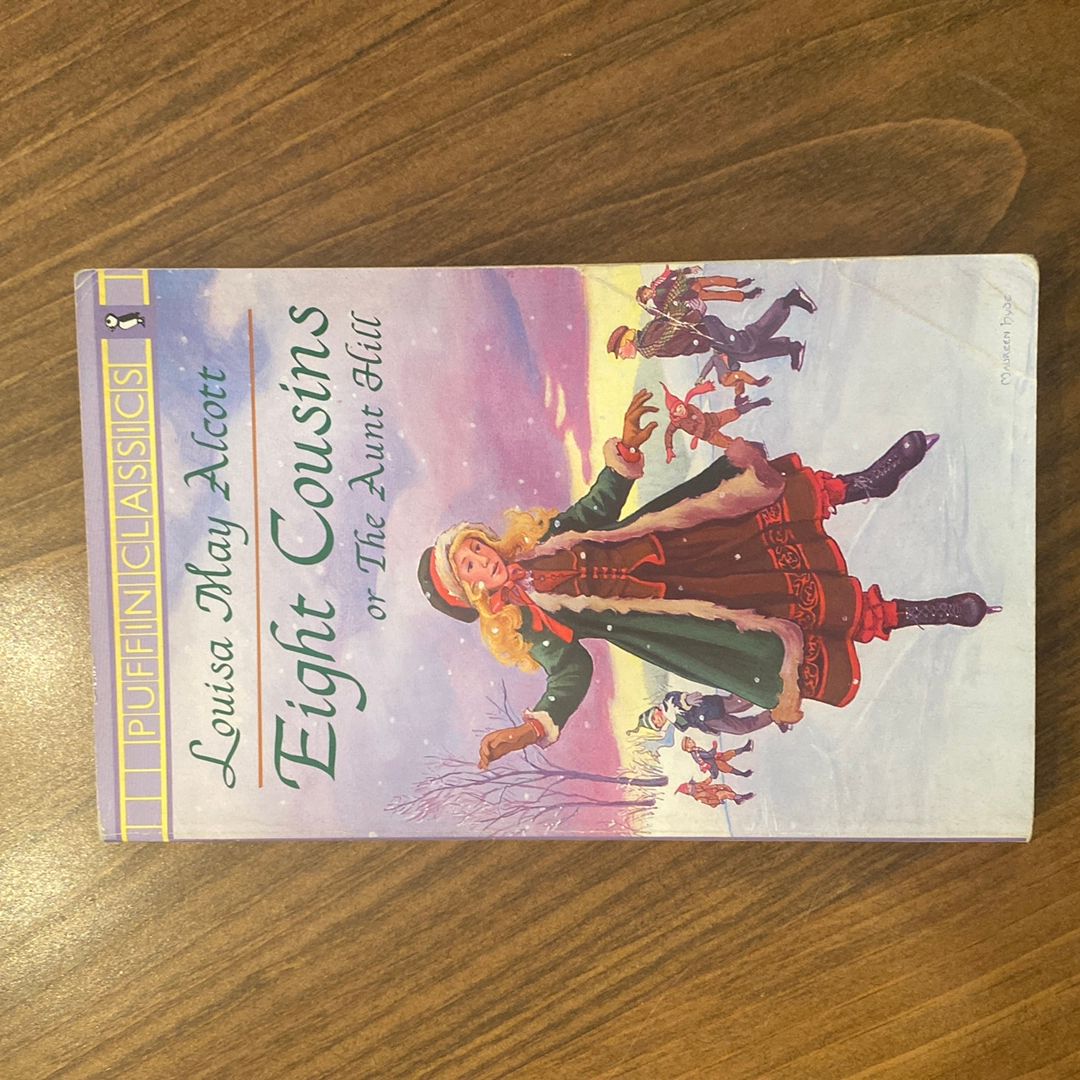 PUFFIN CLASSICS
Louisa May Alcott
Eight Cousins
or The Aunt Hill
MAUREEN HYDE